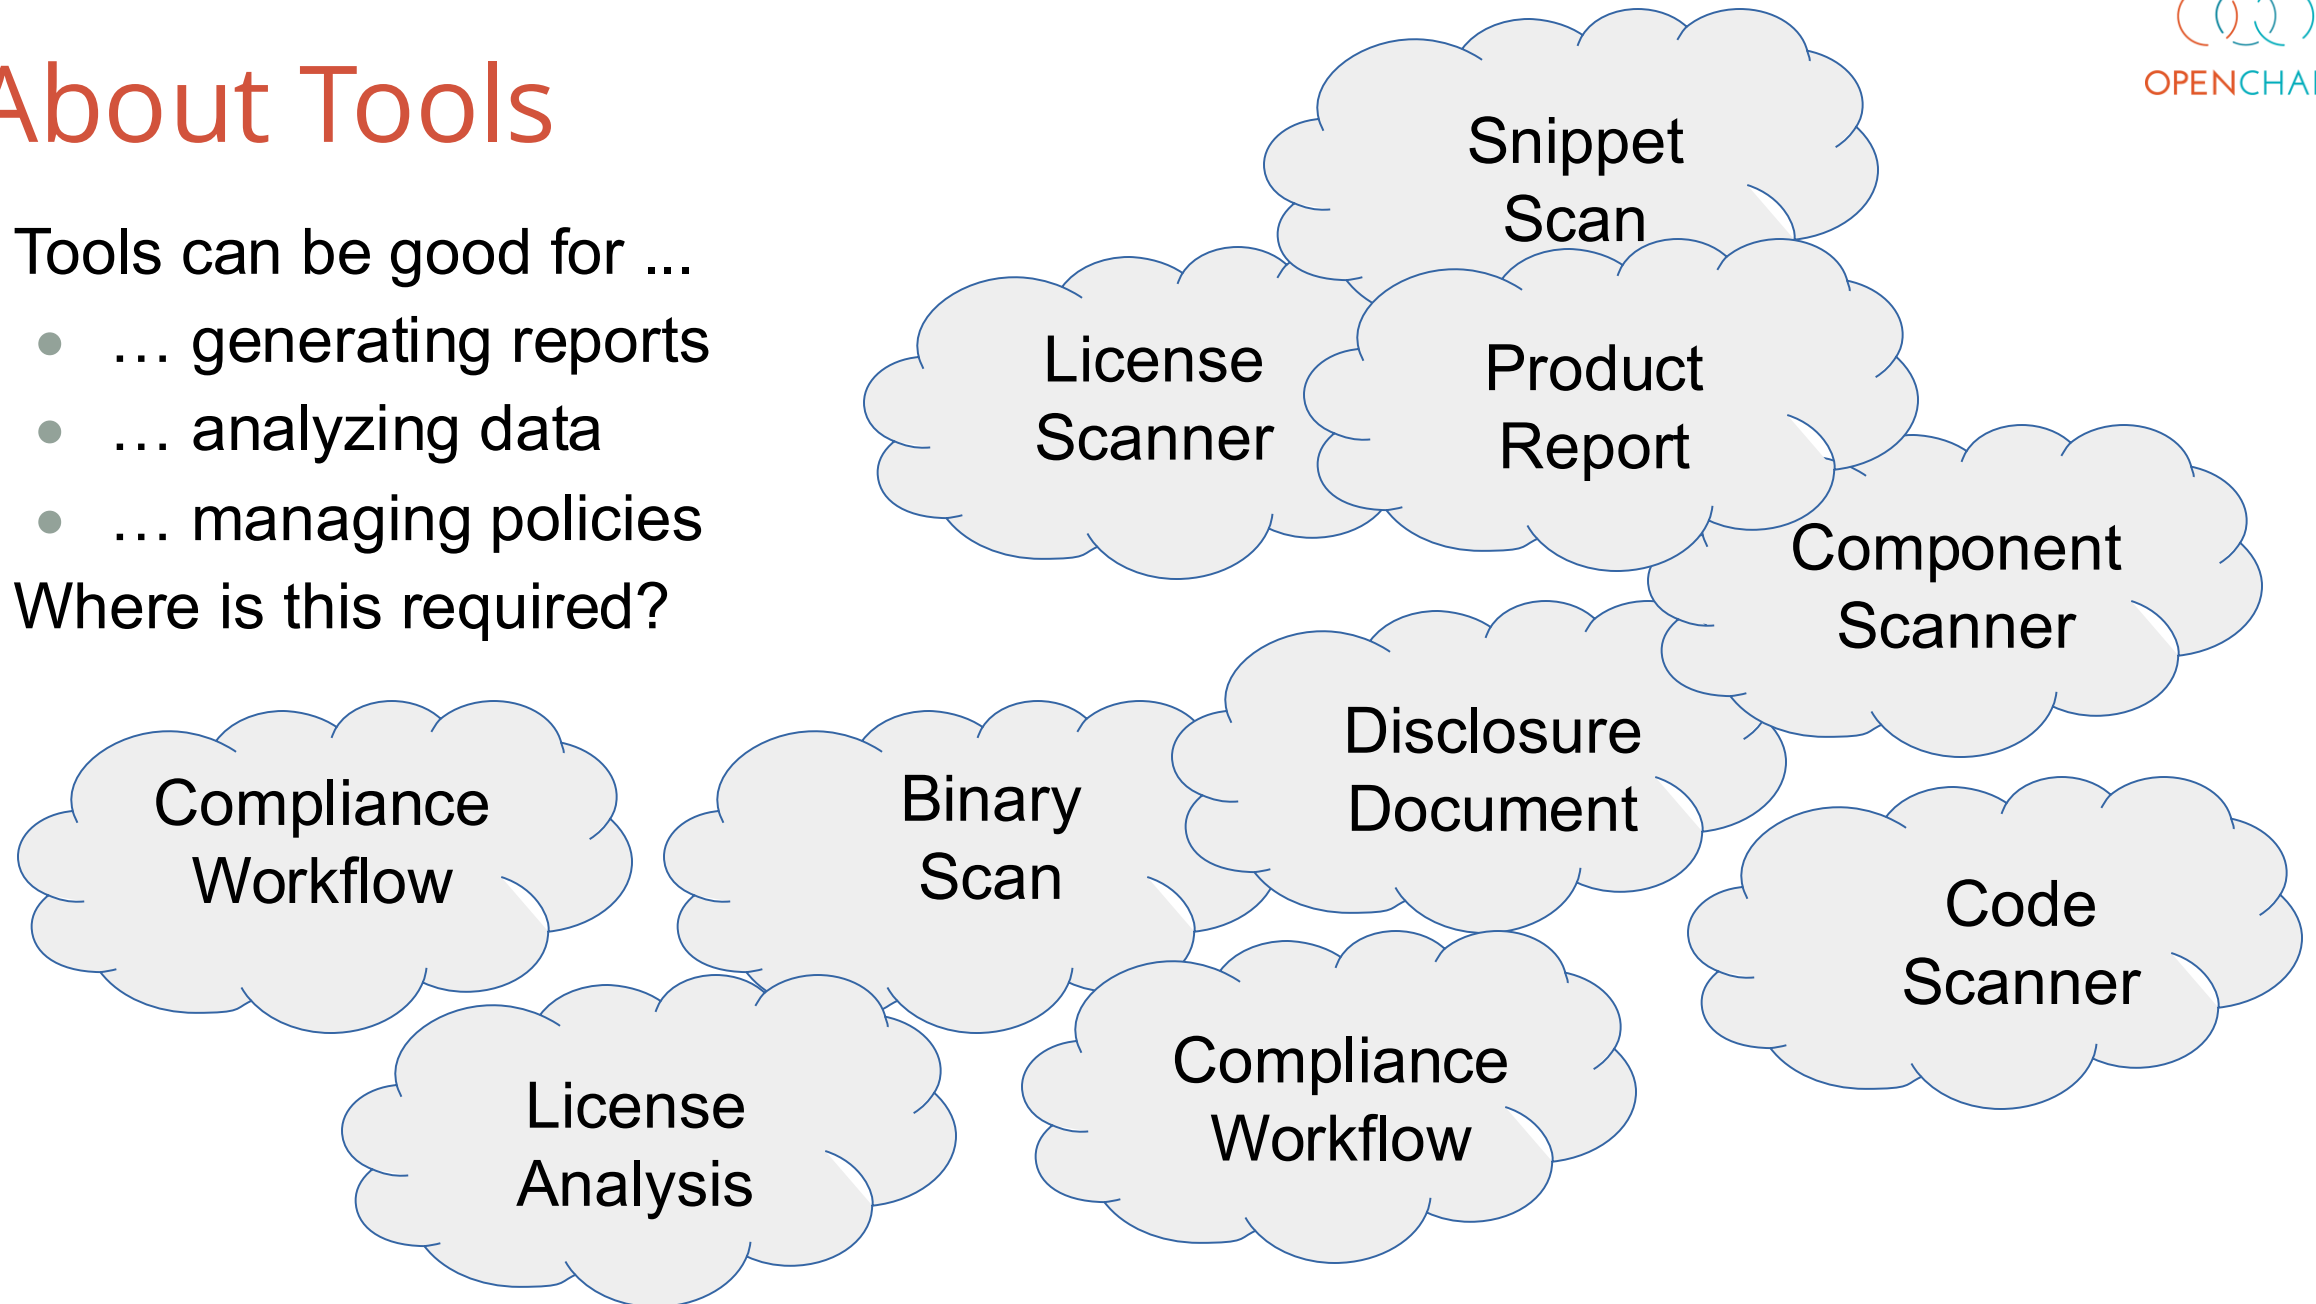 About Tools
OPENCHAI
Tools can be good for ...
… generating reports
… analyzing data
… managing policies
Where is this required?
Snippet
Scan
License
Scanner
Product
Report
Component
Scanner
Disclosure
Document
Compliance
Workflow
Binary
Scan
Code
Scanner
License
Analysis
Compliance
Workflow